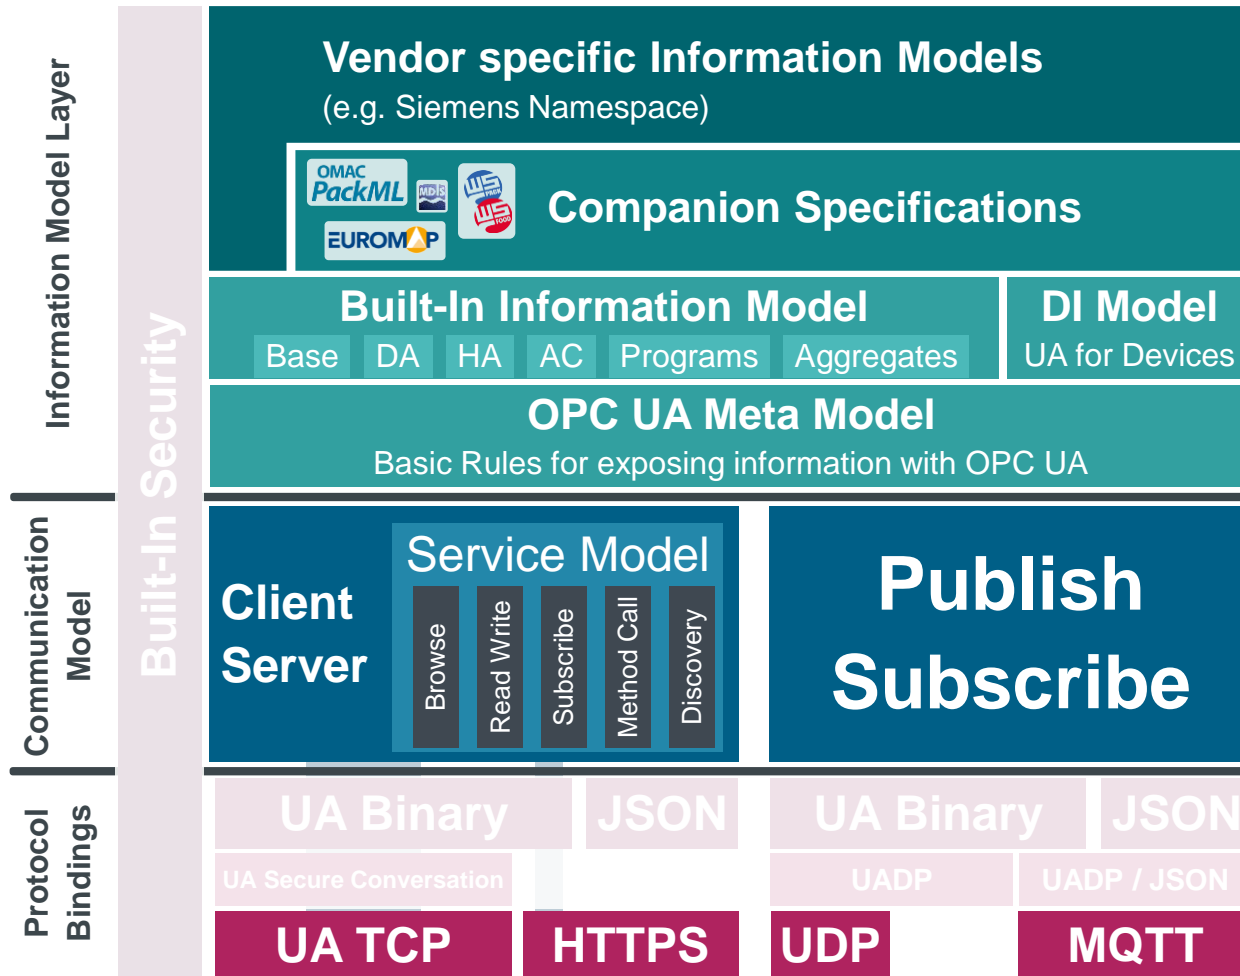 Information Model Layer
Built-In Security
Vendor specific Information Models
(e.g. Siemens Namespace)
OMAC
PackML
MDIS
WS
PACK
WS
FOOD
EUROMAP
Companion Specifications
Built-In Information Model
Base DA HA AC Programs Aggregates
DI Model
UA for Devices
OPC UA Meta Model
Basic Rules for exposing information with OPC UA
Communication
Model
Client
Server
Service Model
Browse
Read Write
Subscribe
Method Call
Discovery
Publish
Subscribe
Protocol
Bindings
UA Binary JSON UA Binary JSON
UA Secure Conversation UADP UADP / JSON
UA TCP HTTPS UDP MQTT